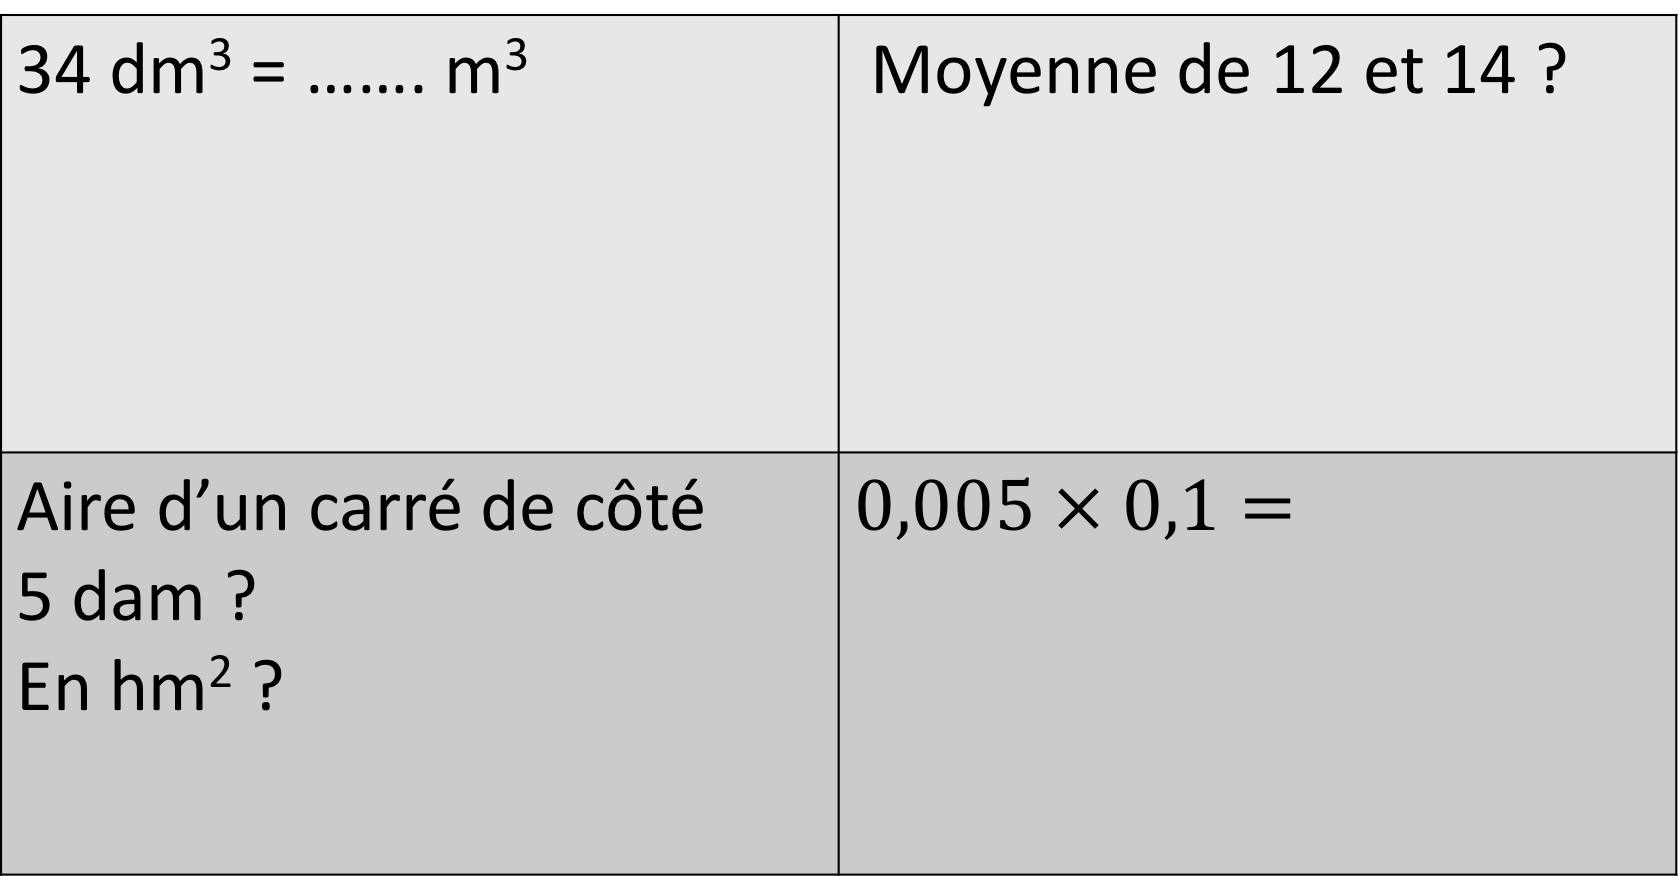 34 dm³ = ....... m³
Moyenne de 12 et 14 ?
Aire d’un carré de côté
5 dam ?
En hm² ?
0,005 × 0,1 =